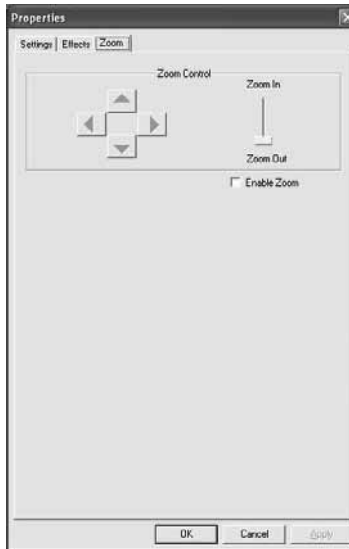 Properties
Settings Effects Zoom
Zoom Control
Zoom In
Zoom Out
Enable Zoom
OK Cancel Apply